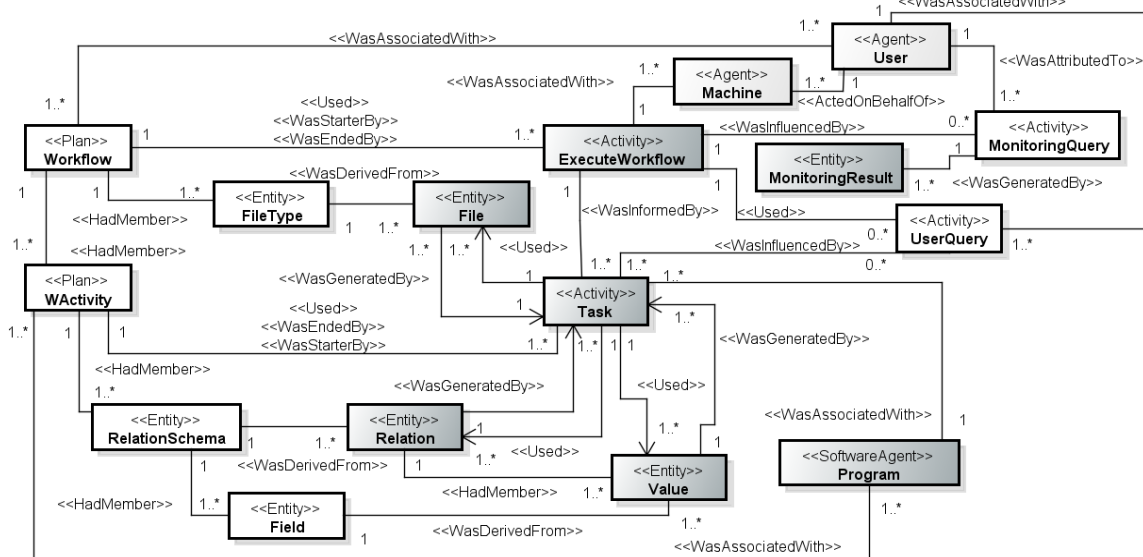 <<WasAssociatedWith>>
1
1..*
<<WasAssociatedWith>>
<<Agent>>
User
1
<<WasAttributedTo>>
<<WasAssociatedWith>>
1..*
<<Agent>>
Machine
1..*
1
<<ActedOnBehalfOf>>
1..*
1..*
<<Used>>
<<WasStarterBy>>
<<WasEndedBy>>
1
1
1..*
<<Plan>>
Workflow
<<Activity>>
ExecuteWorkflow
<<WasInfluencedBy>>
0..*
<<Activity>>
MonitoringQuery
1
1
<<Entity>>
MonitoringResult
1..*
<<WasGeneratedBy>>
1
1
<<WasDerivedFrom>>
1..*
<<Entity>>
FileType
<<Entity>>
File
1
1
<<HadMember>>
1
1..*
<<WasInformedBy>>
<<Used>>
<<Activity>>
UserQuery
0..*
1..*
1..*
1..*
<<Used>>
<<HadMember>>
1..*
<<WasInfluencedBy>>
0..*
<<WasGeneratedBy>>
1
1..*
1..*
1..*
<<Plan>>
WActivity
<<Activity>>
Task
1
1..*
1
1
<<Used>>
<<WasEndedBy>>
<<WasStarterBy>>
1..*
1..*
1..*
1
1
<<WasGeneratedBy>>
<<HadMember>>
1..*
<<WasGeneratedBy>>
<<Used>>
<<Entity>>
RelationSchema
<<Entity>>
Relation
1
1..*
1
1..*
<<Used>>
1..*
1
<<WasAssociatedWith>>
1
1
<<WasDerivedFrom>>
1
<<Entity>>
Value
<<SoftwareAgent>>
Program
<<HadMember>>
1..*
<<HadMember>>
1..*
<<Entity>>
Field
1
<<WasDerivedFrom>>
1..*
1..*
<<WasAssociatedWith>>